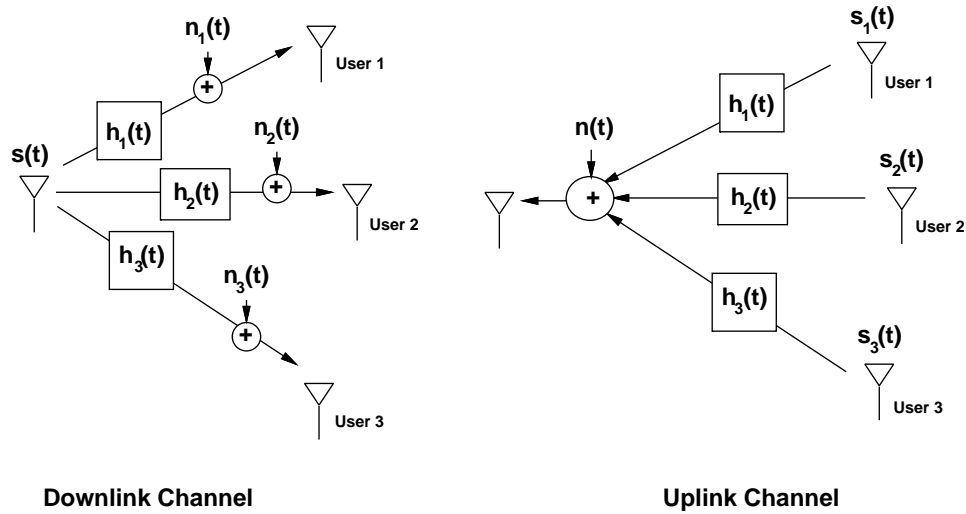 n₁(t)
User 1
h₁(t)
n₂(t)
s(t)
h₂(t)
+
+
User 2
h₃(t)
n₃(t)
+
User 3
Downlink Channel
s₁(t)
User 1
h₁(t)
n(t)
s₂(t)
+
h₂(t)
User 2
h₃(t)
s₃(t)
User 3
Uplink Channel